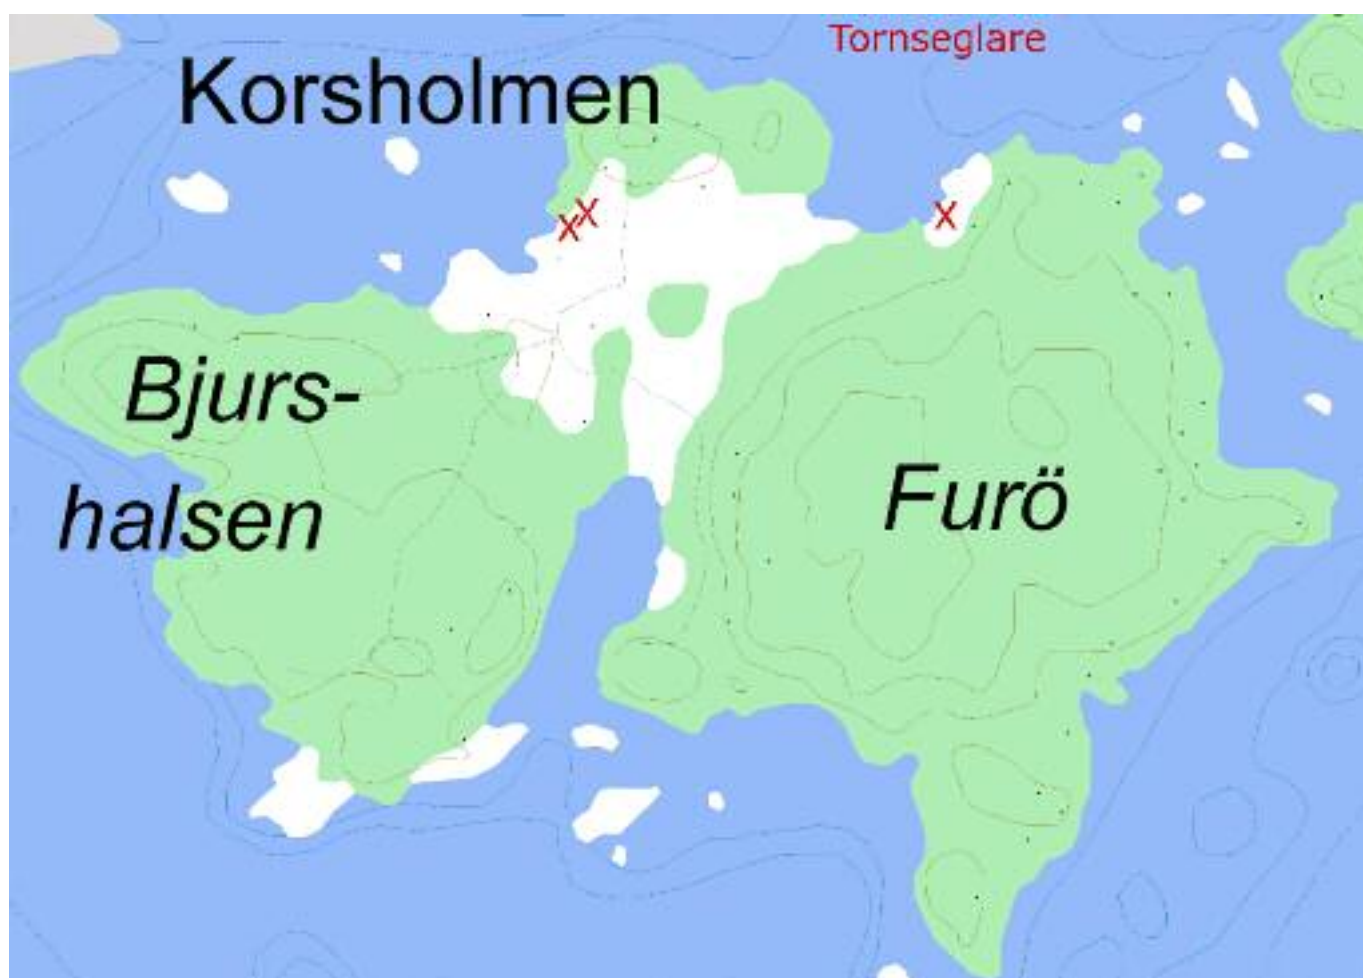 Tornseglare
Korsholmen
Bjurs-
halsen
Furö
X
X
X